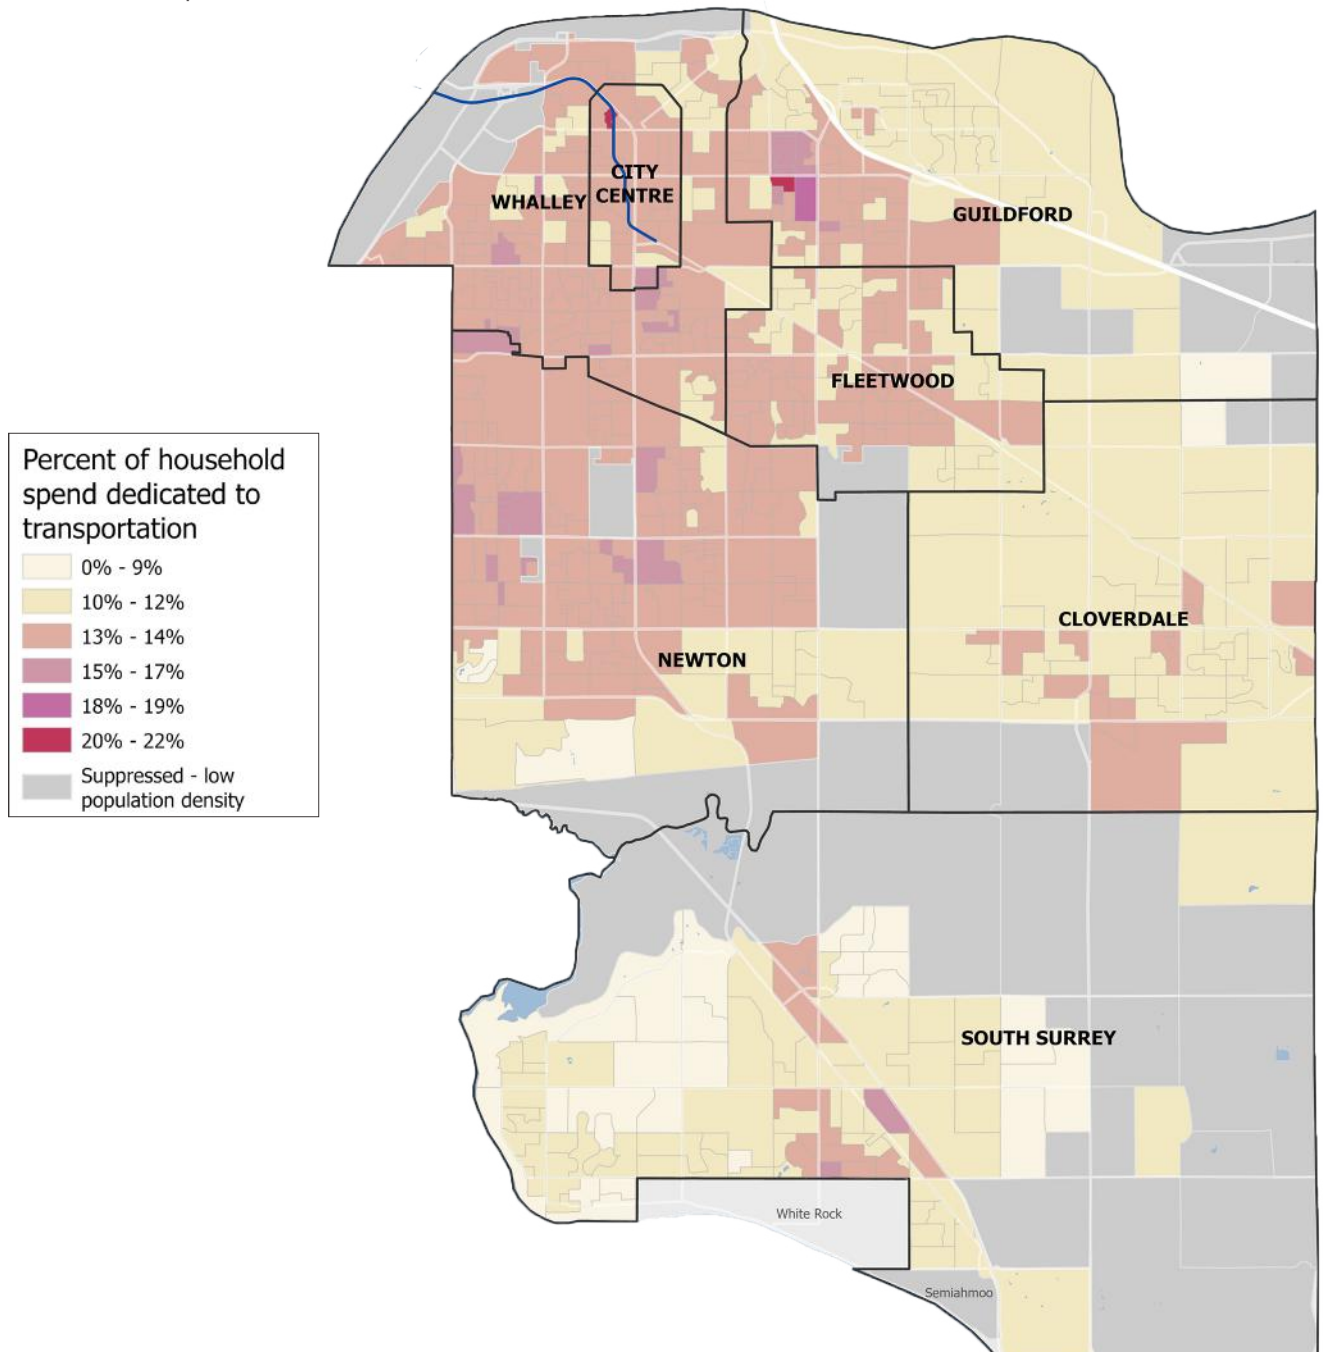 CITY
CENTRE
WHALLEY
GUILDFORD
FLEETWOOD
Percent of household
spend dedicated to
transportation
0% - 9%
10% - 12%
13% - 14%
15% - 17%
18% - 19%
20% - 22%
Suppressed - low
population density
CLOVERDALE
NEWTON
SOUTH SURREY
White Rock
Semiahmoo